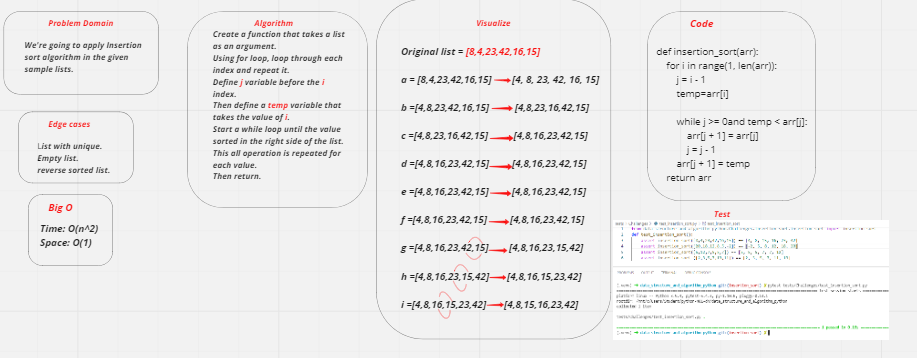 Problem Domain
We're going to apply Insertion
sort algorithm in the given
sample lists.
Edge cases
List with unique.
Empty list.
reverse sorted list.
Big O
Time: O(n^2)
Space: O(1)
Algorithm
Create a function that takes a list
as an argument.
Using for loop, loop through each
index and repeat it.
Define j variable before the i
index.
Then define a temp variable that
takes the value of i.
Start a while loop until the value
sorted in the right side of the list.
This all operation is repeated for
each value.
Then return.
Visualize
Original list = [8,4,23,42,16,15]
a = [8,4,23,42,16,15] [4, 8, 23, 42, 16, 15]
b =[4,8,23,42,16,15] [4,8,23,42,16,15]
c =[4,8,23,16,42,15] [4,8,23,16,42,15]
d =[4,8,16,23,42,15] [4,8,16,23,42,15]
e =[4,8,16,23,42,15] [4,8,16,23,42,15]
f =[4,8,16,23,42,15] [4,8,16,23,42,15]
g =[4,8,16,23,42,15] [4,8,16,23,15,42]
h =[4,8,16,23,15,42] [4,8,16,15,23,42]
i =[4,8,16,15,23,42] [4,8,15,16,23,42]
Code
def insertion_sort(arr):
for i in range(1, len(arr)):
j = i - 1
temp=arr[i]
while j >= 0and temp < arr[j]:
arr[j + 1] = arr[j]
j = j - 1
arr[j + 1] = temp
return arr
Test